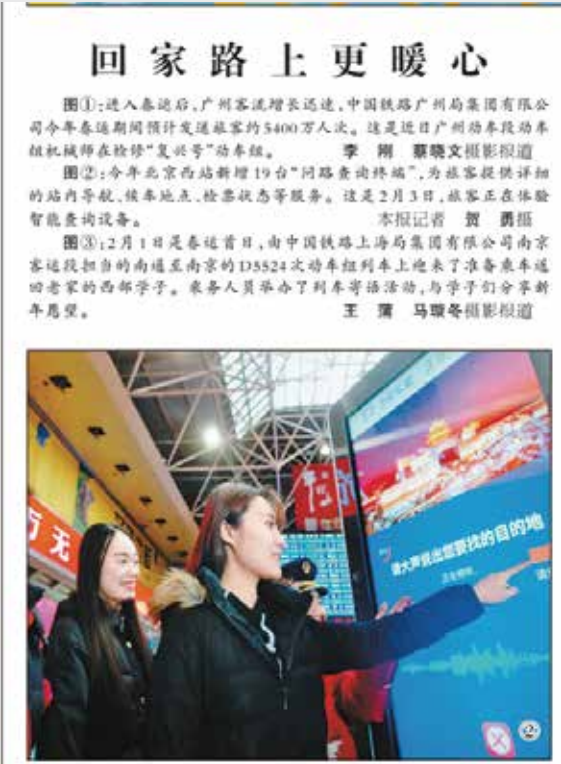 回家路上更暖心
图①:进入春运后,广州客流增长迅速,中国铁路广州局集团有限公
司今年春运期间预计发送旅客约5400万人次。这是近日广州动车段动车
组机械师在检修“复兴号”动车组。 李 刚 蔡晓文摄影报道
图②:今年北京西站新增19台“问路查询终端”,为旅客提供详细
的站内导航、候车地点、检票状态等服务。这是2月3日,旅客正在体验
智能查询设备。 本报记者 贺 勇摄
图③:2月1日是春运首日,由中国铁路上海局集团有限公司南京
客运段担当的南通至南京的D5524次动车组列车上迎来了准备乘车返
回老家的西部学子。乘务人员举办了列车寄语活动,与学子们分享新
年愿望。 王 蒲 马璇冬摄影报道
万无
请大声说出您要找的目的地
②